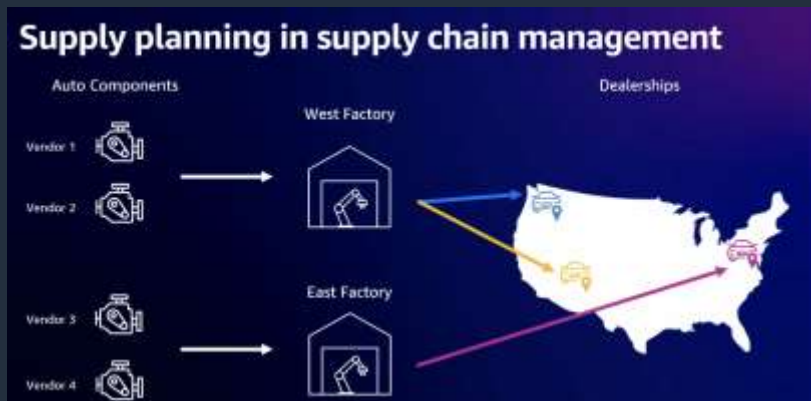 Supply planning in supply chain management
Auto Components
Dealerships
West Factory
Vendor 1
Vendor 2
East Factory
Vendor 3
Vendor 4